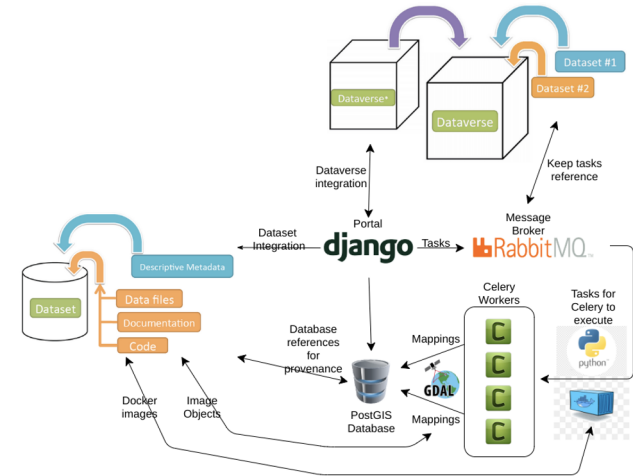 Dataset #1
Dataset #2
Dataverse*
Dataverse
Dataverse
integration
Keep tasks
reference
Portal
django
Tasks
Message
Broker
RabbitMQ™
Dataset
Integration
Descriptive Metadata
Dataset
Data files
Documentation
Code
Database
references
for
provenance
Mappings
GDAL
Mappings
PostGIS
Database
Celery
Workers
C
C
C
C
Tasks for
Celery to
execute
python™
Docker
images
Image
Objects